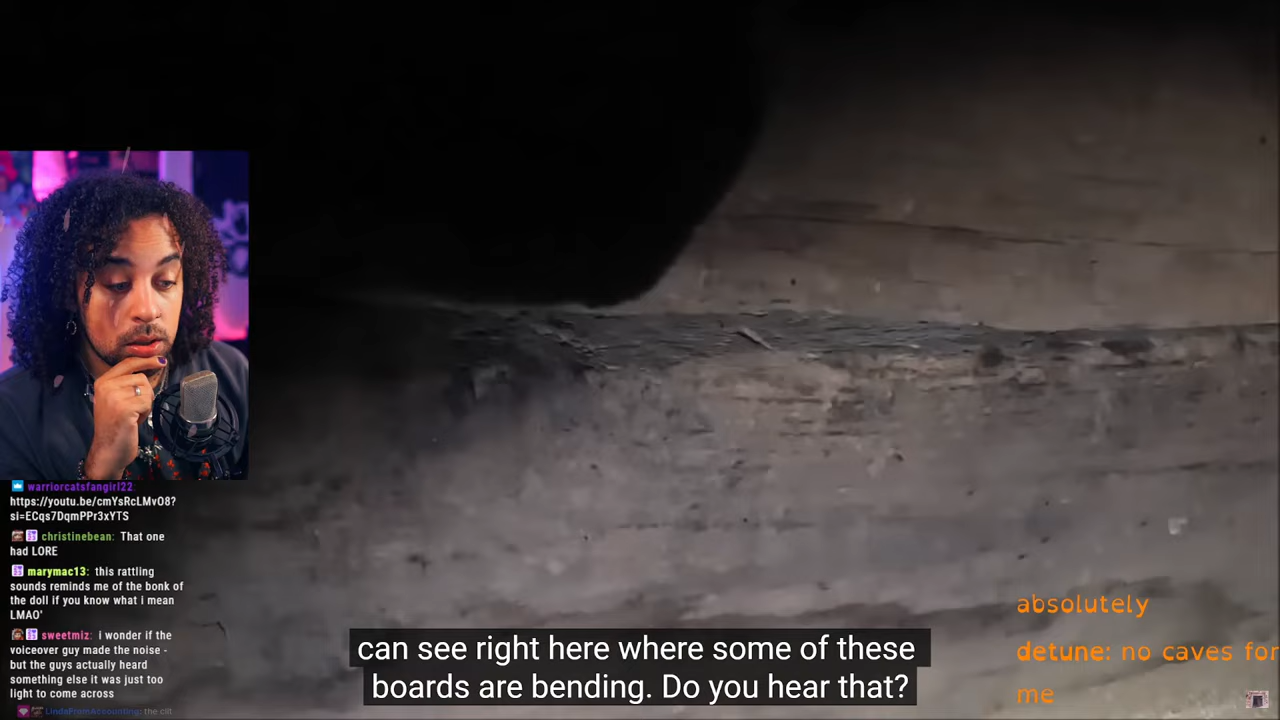 warriorcatsfangirl22:
https://youtu.be/cmYsRcLMvO8?
si=ECqs7DqmPPr3xYTS
christinebean: That one
had LORE
marymac13: this rattling
sounds reminds me of the bonk of
the doll if you know what i mean
LMAO'
sweetmiz: i wonder if the
voiceover guy made the noise -
but the guys actually heard
something else it was just too
light to come across
can see right here where some of these
boards are bending. Do you hear that?
absolutely
detune: no caves for
me